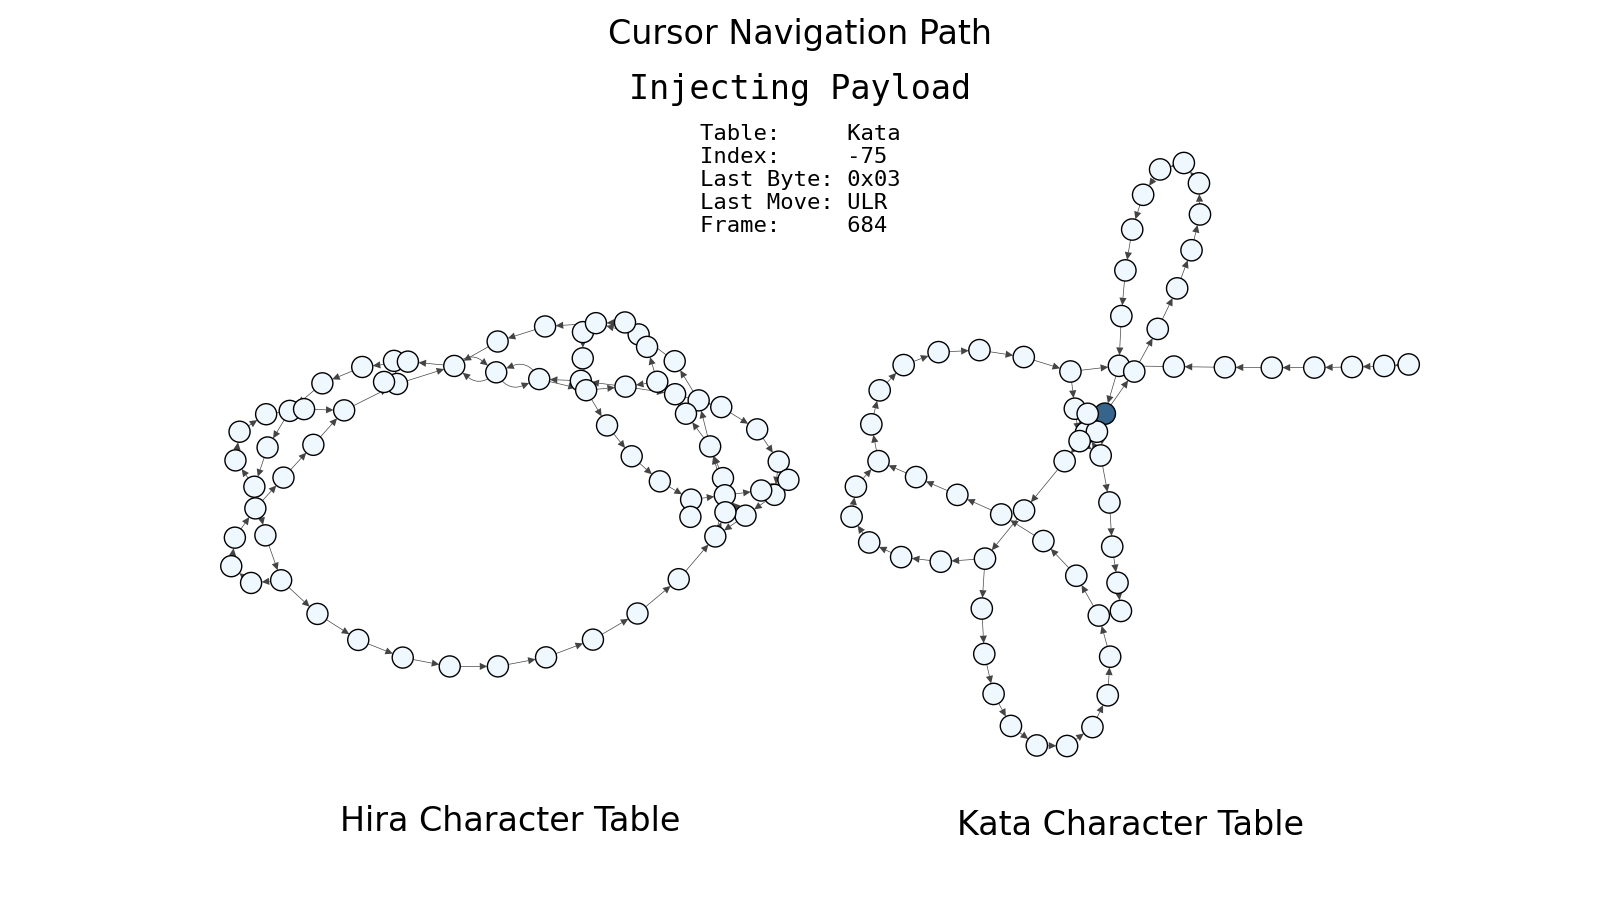 Cursor Navigation Path
Injecting Payload
Table: Kata
Index: -75
Last Byte: 0x03
Last Move: ULR
Frame: 684
Hira Character Table
Kata Character Table